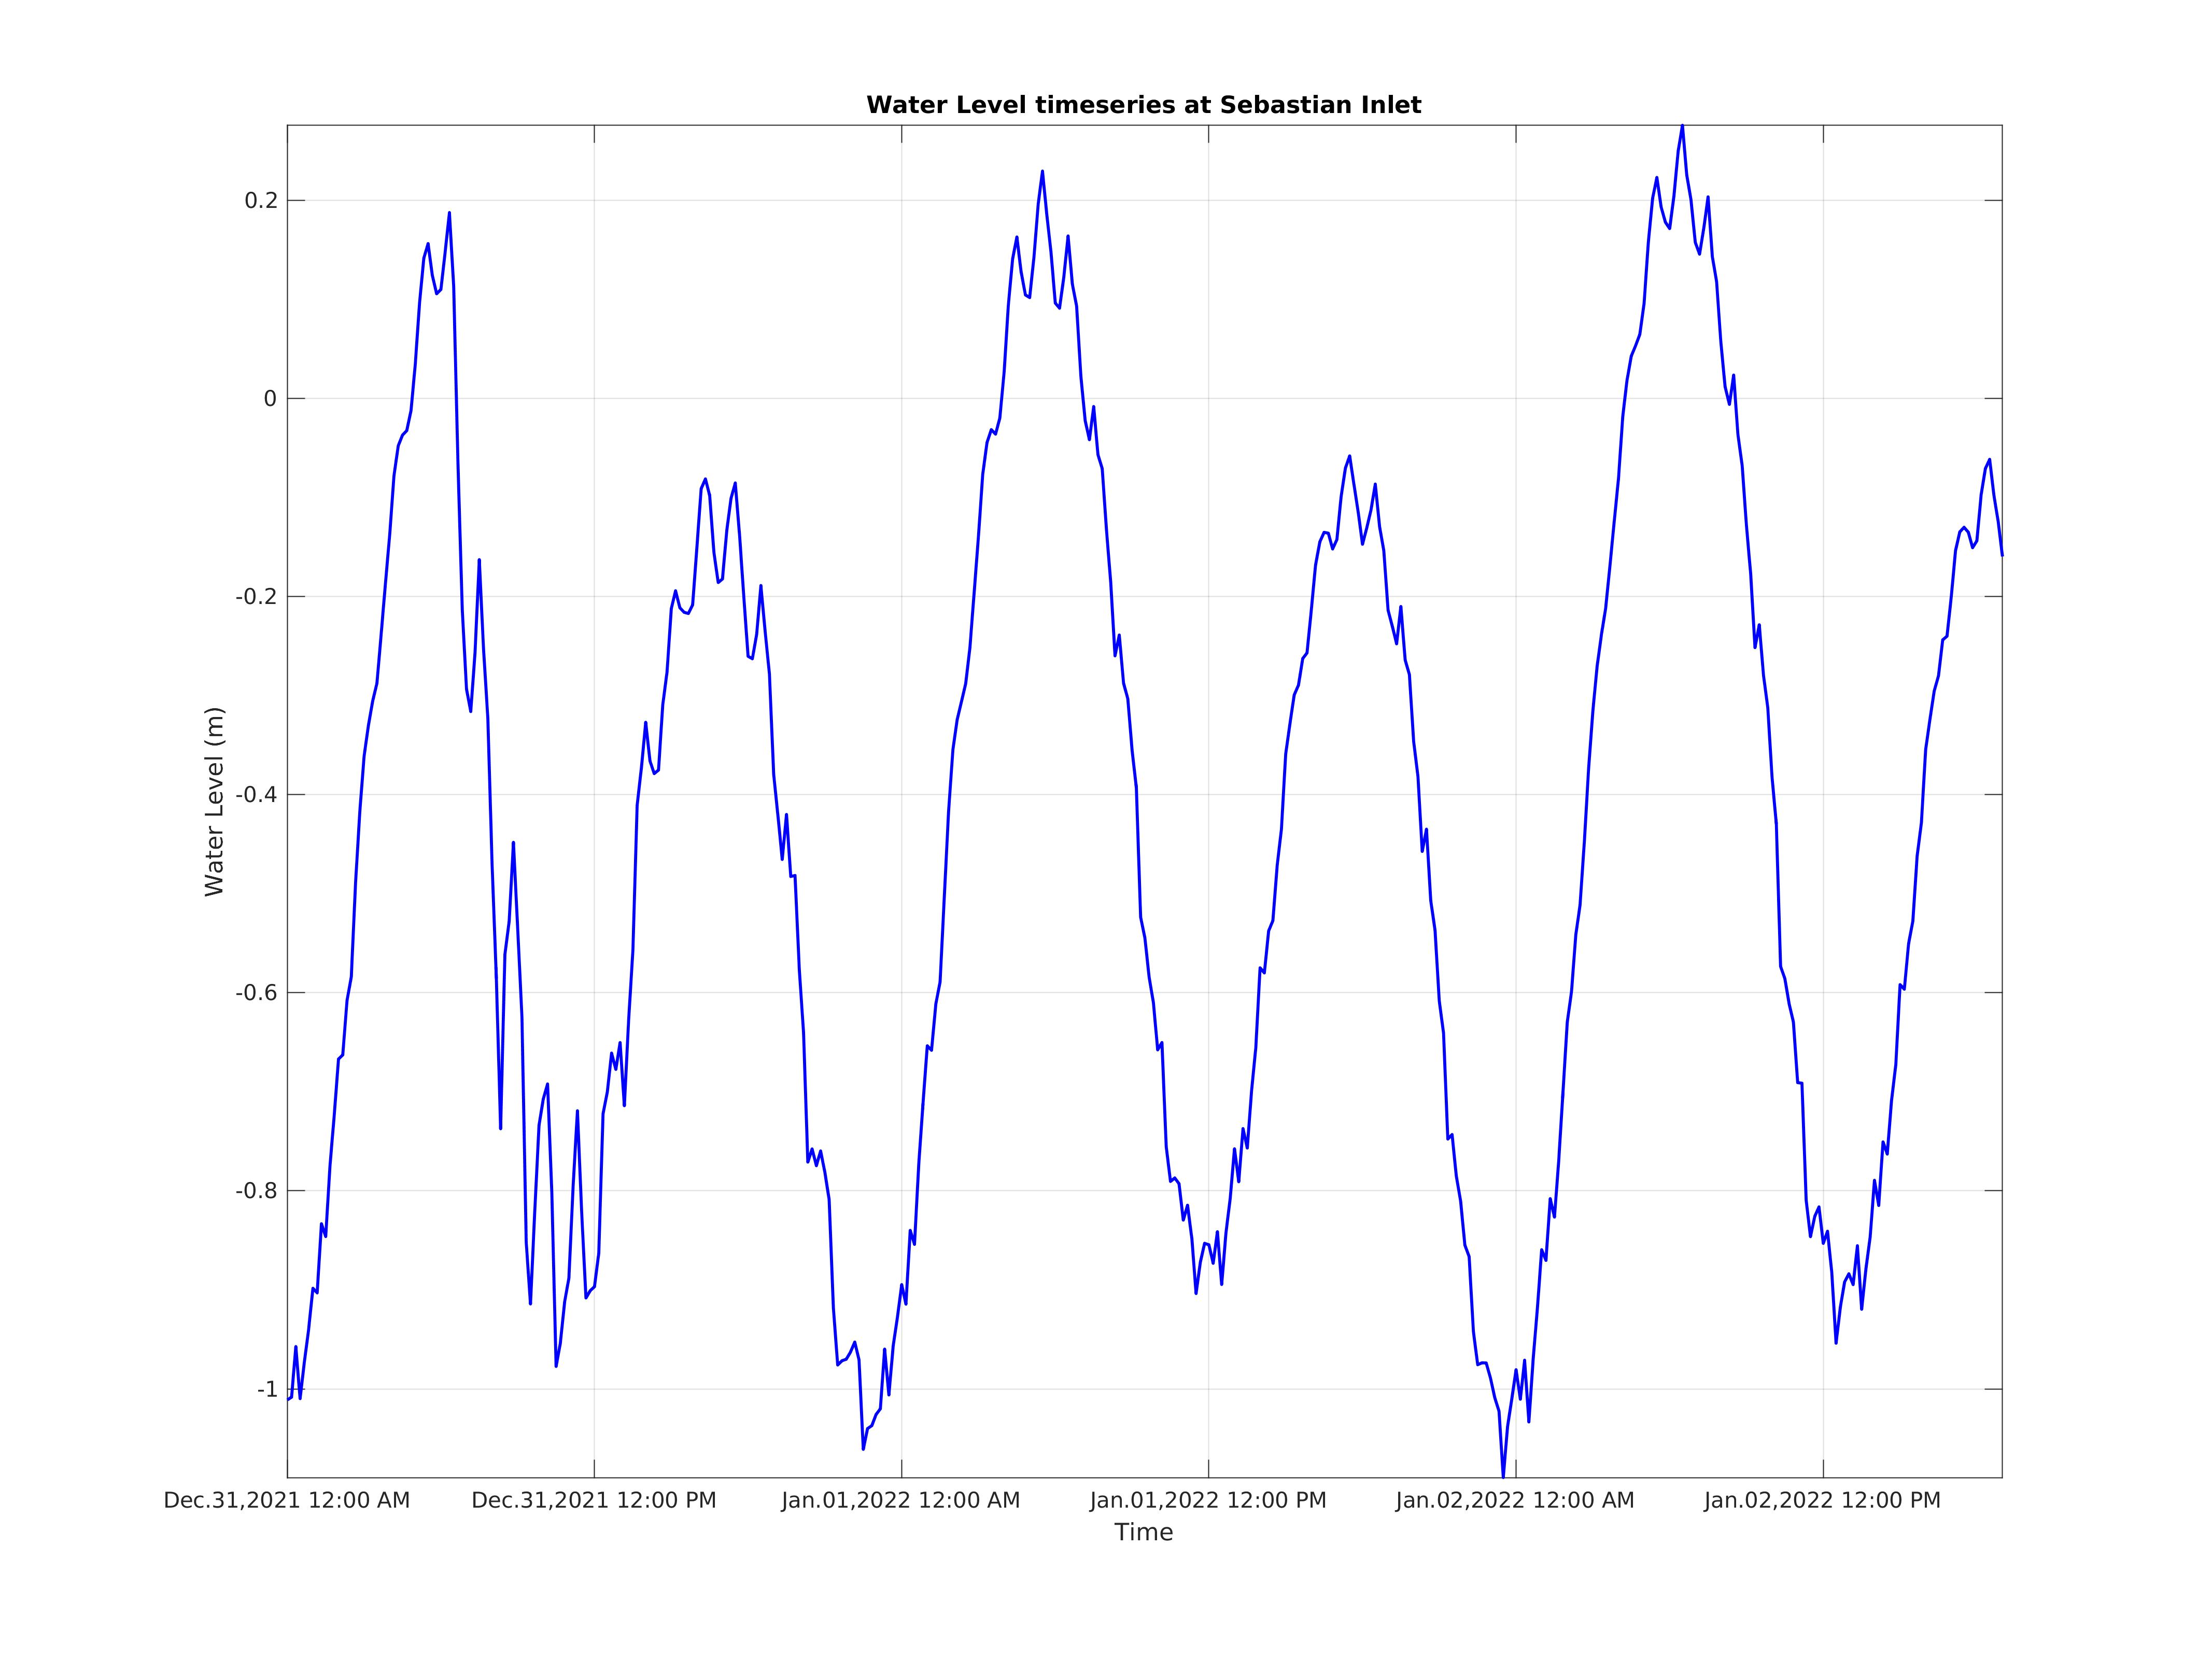 Water Level timeseries at Sebastian Inlet
0.2
0
-0.2
-0.4
-0.6
-0.8
-1
Water Level (m)
Dec.31,2021 12:00 AM
Dec.31,2021 12:00 PM
Jan.01,2022 12:00 AM
Jan.01,2022 12:00 PM
Jan.02,2022 12:00 AM
Jan.02,2022 12:00 PM
Time